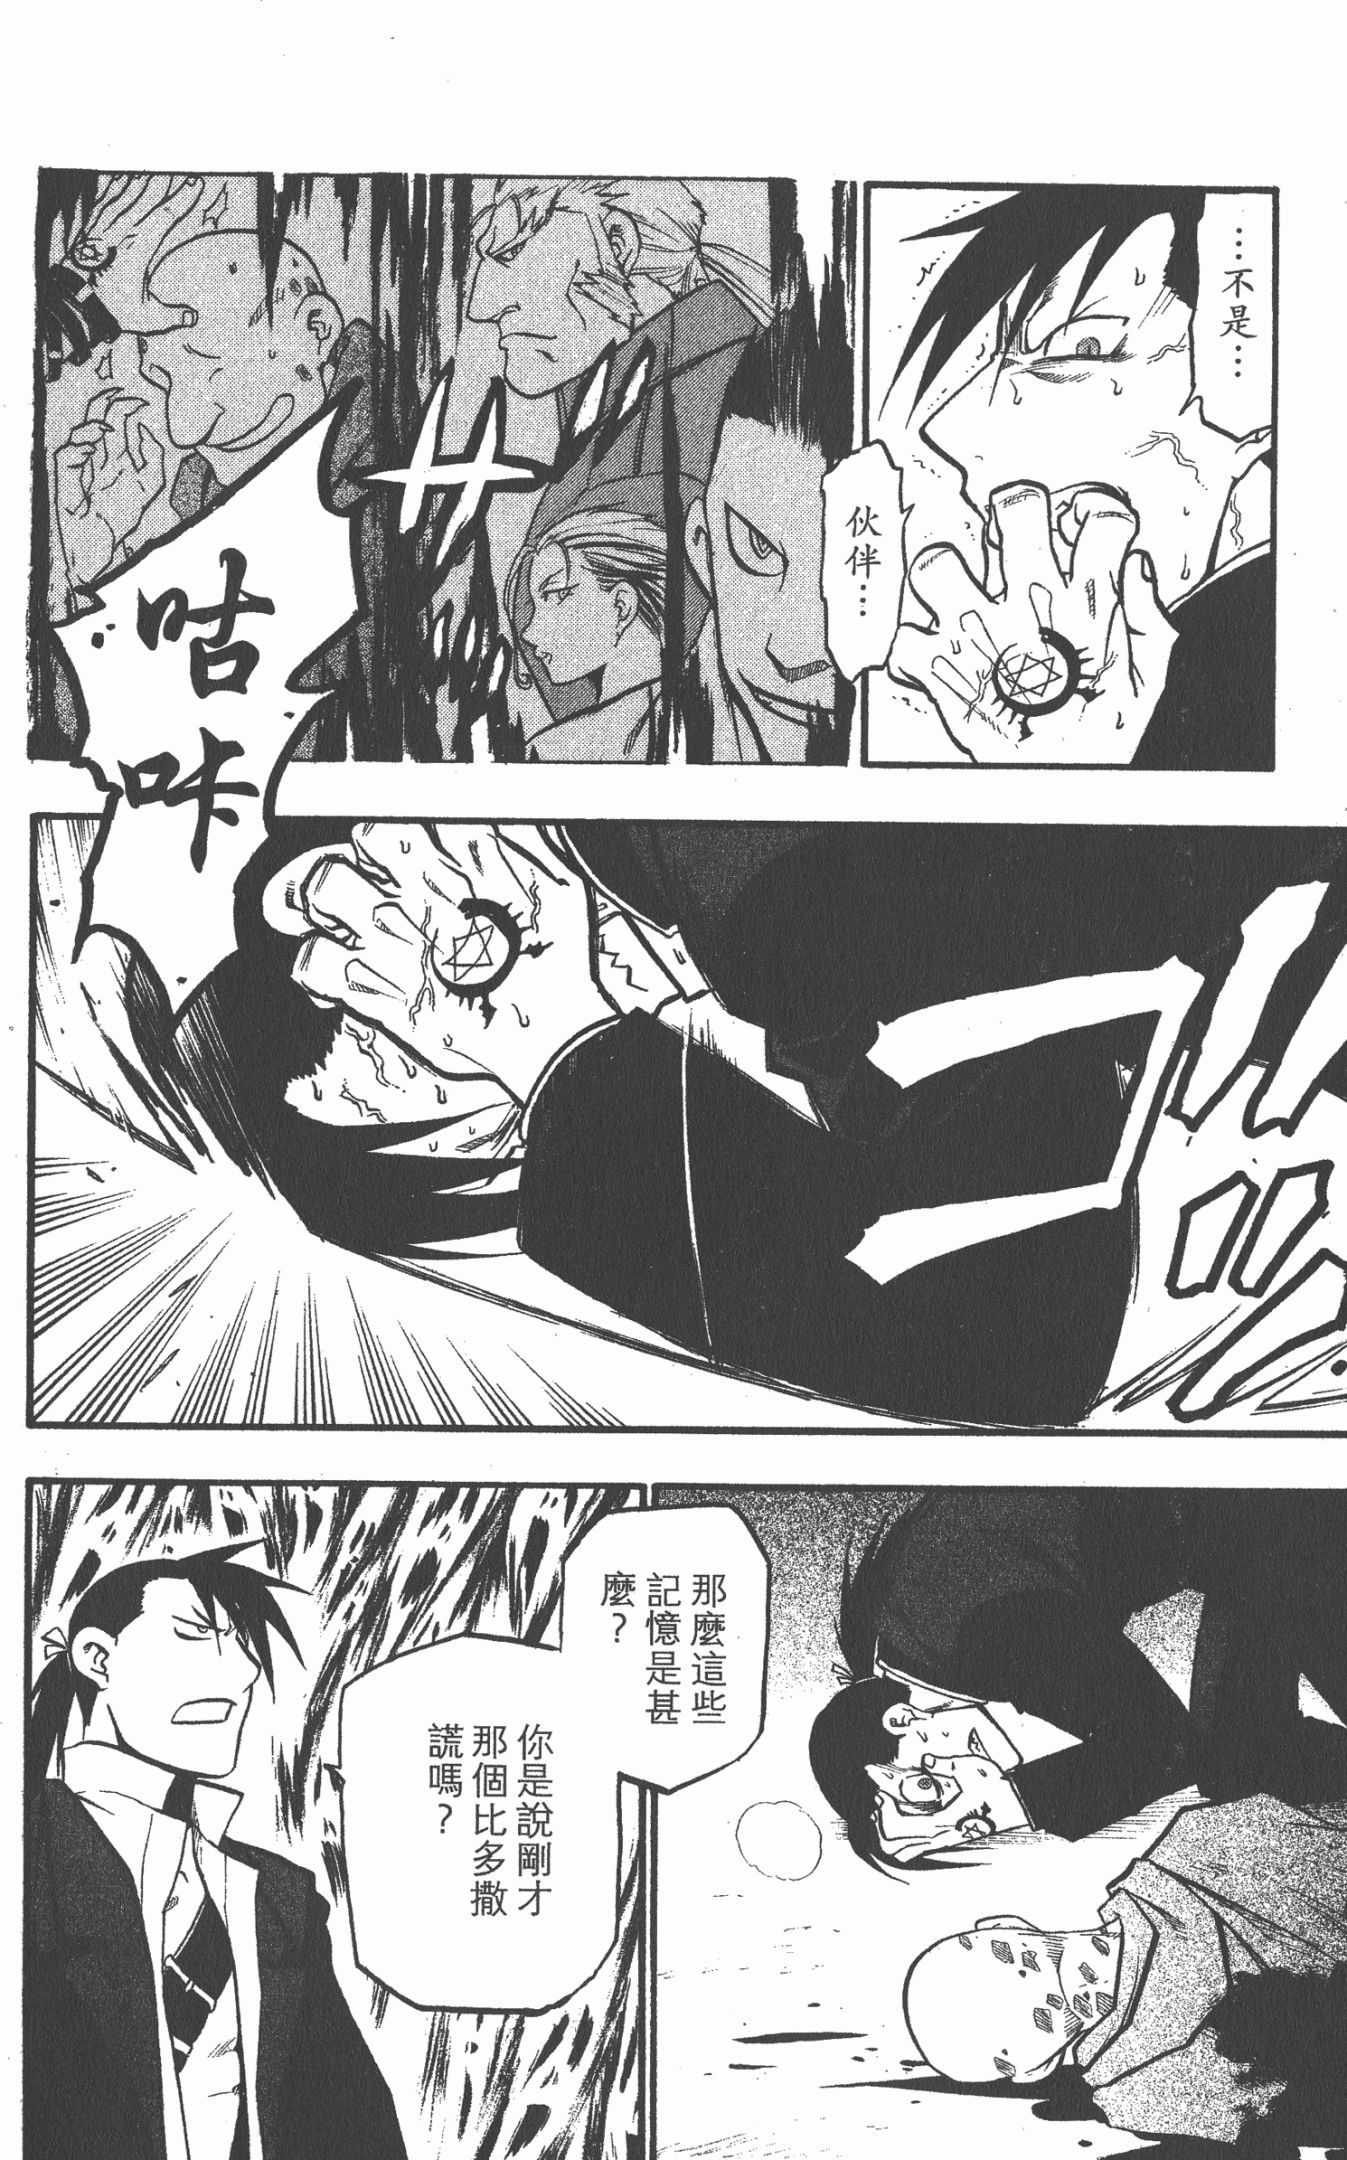 …不是…
伙伴…
咕
咔
那麼這些
記憶是甚
麼？
你是說剛才
那個比多撒
謊嗎？